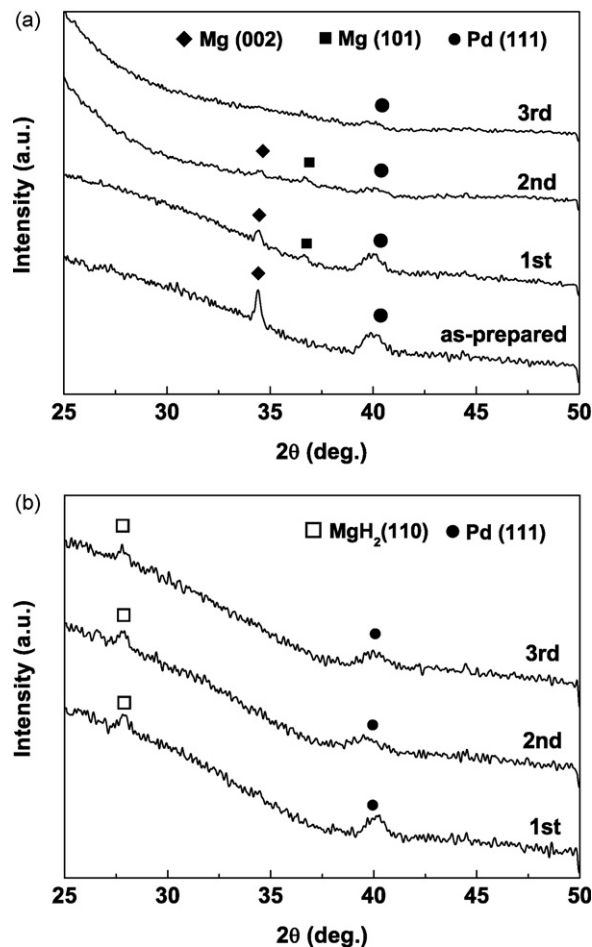 (a)
◆ Mg (002) ■ Mg (101) ● Pd (111)
3rd
2nd
1st
as-prepared
Intensity (a.u.)
25 30 35 40 45 50
2θ (deg.)
(b)
□ MgH₂(110) ● Pd (111)
3rd
2nd
1st
Intensity (a.u.)
25 30 35 40 45 50
2θ (deg.)